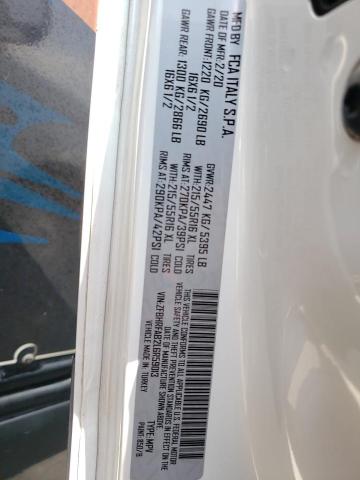 MFD BY FCA ITALY S.P.A.
DATE OF MFR: 2/20 GVWR: 2447 KG/ 5395 LB
GAWR FRONT: 1220 KG/2690 LB WITH: 215/55R16 XL TIRES
16X6 1/2 RIMS AT: 270KPA/39PSI COLD
GAWR REAR: 1300 KG/2866 LB WITH: 215/55R16 XL TIRES
16X6 1/2 RIMS AT: 290KPA/42PSI COLD
THIS VEHICLE CONFORMS TO ALL APPLICABLE U.S. FEDERAL MOTOR
VEHICLE SAFETY AND THEFT PREVENTION STANDARDS IN EFFECT
ON THE DATE OF MANUFACTURE SHOWN ABOVE.
TYPE: MPV
VEHICLE MADE IN: TURKEY PAINT: 850/B